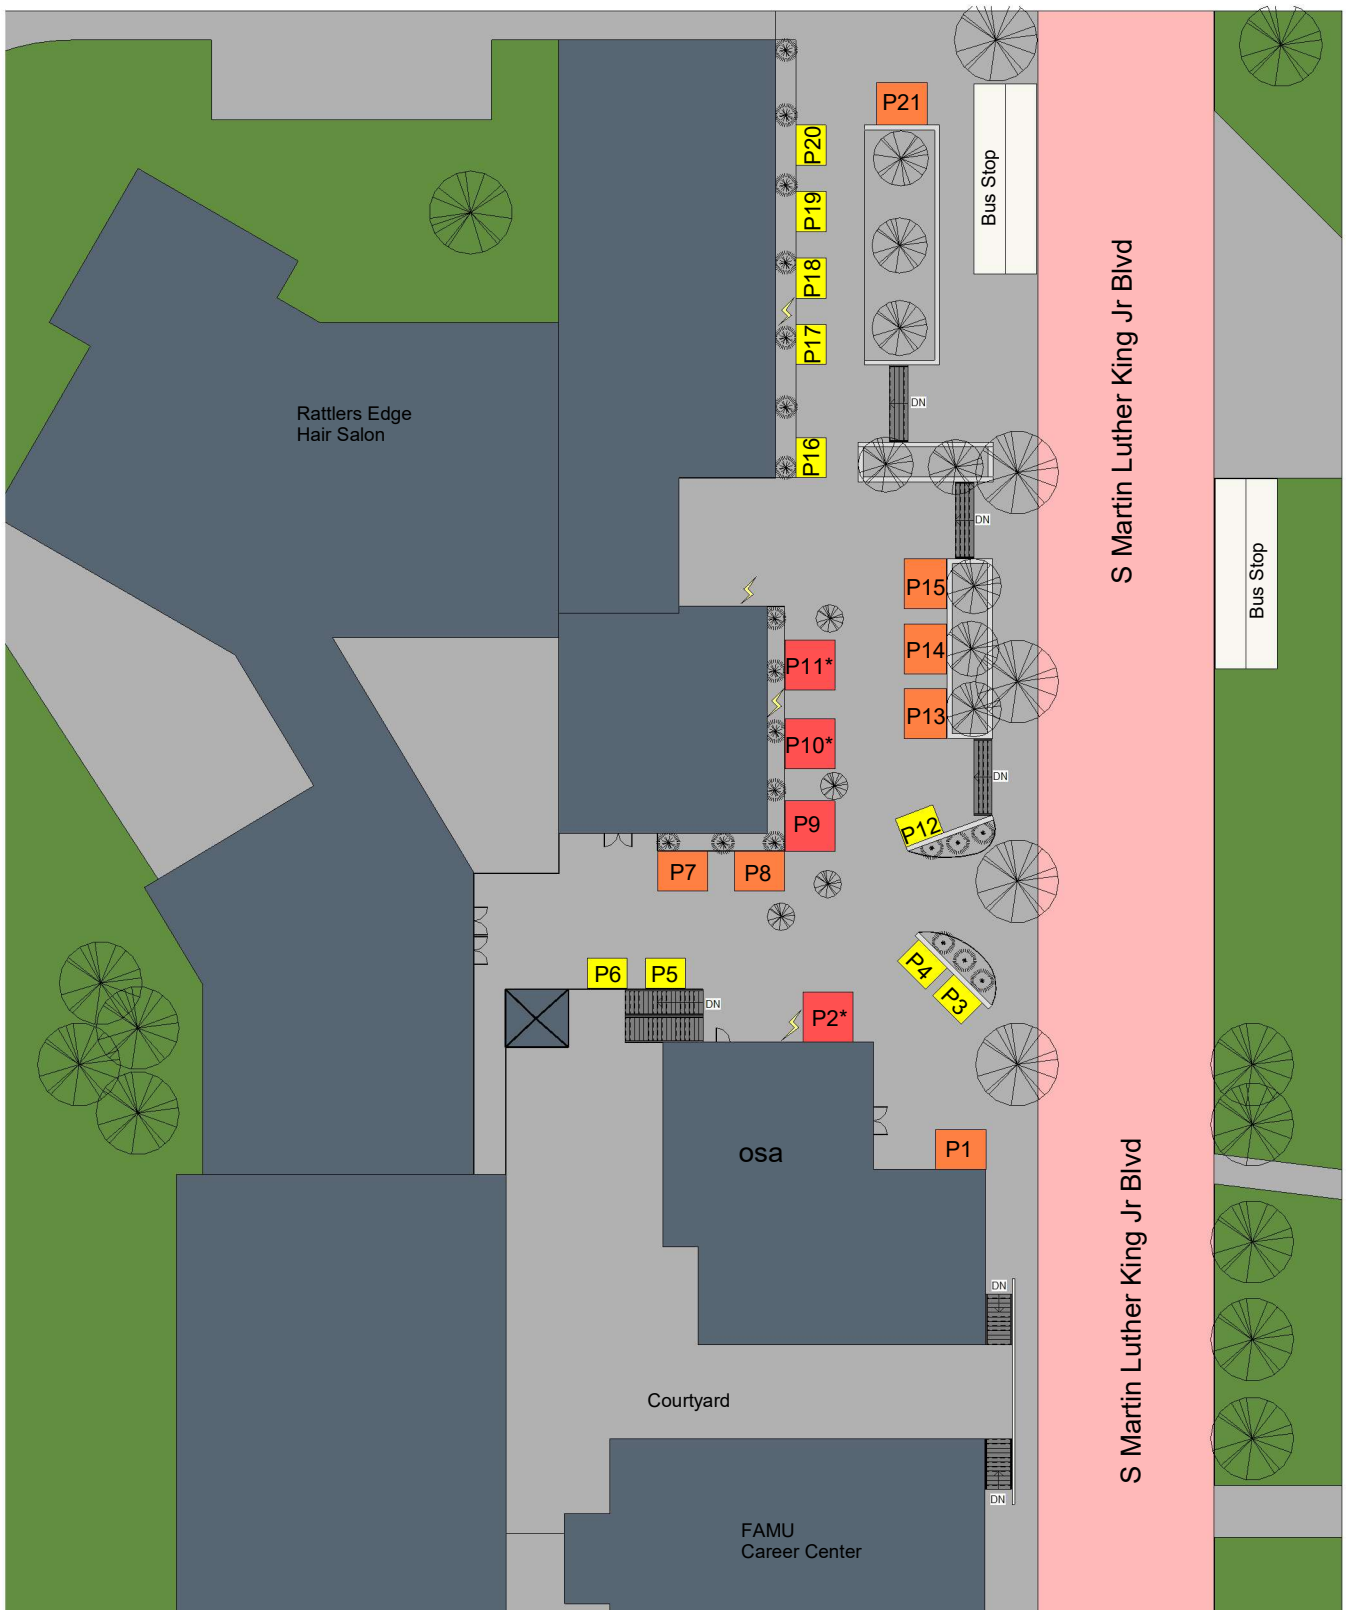 P21
P20
Bus Stop
P19
P18
S Martin Luther King Jr Blvd
P17
DN
Rattlers Edge
Hair Salon
P16
DN
P15
Bus Stop
P14
P11*
P13
P10*
DN
P9
P12
P7
P8
P4
P6
P5
P3
DN
P2*
P1
osa
S Martin Luther King Jr Blvd
DN
Courtyard
DN
FAMU
Career Center